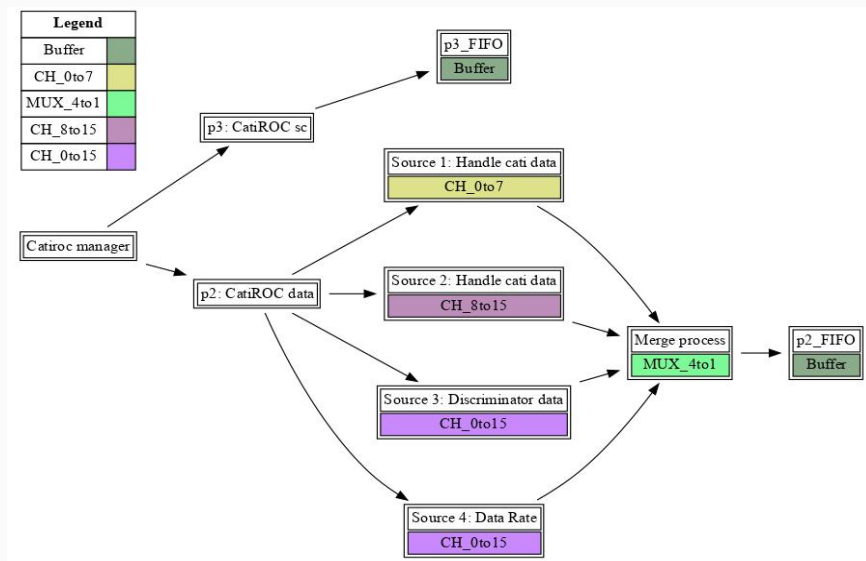 Legend
Buffer
CH_0to7
MUX_4to1
CH_8to15
CH_0to15
p3_FIFO
Buffer
p3: CatiROC sc
Source 1: Handle cati data
CH_0to7
Catiroc manager
p2: CatiROC data
Source 2: Handle cati data
CH_8to15
Merge process
MUX_4to1
p2_FIFO
Buffer
Source 3: Discriminator data
CH_0to15
Source 4: Data Rate
CH_0to15